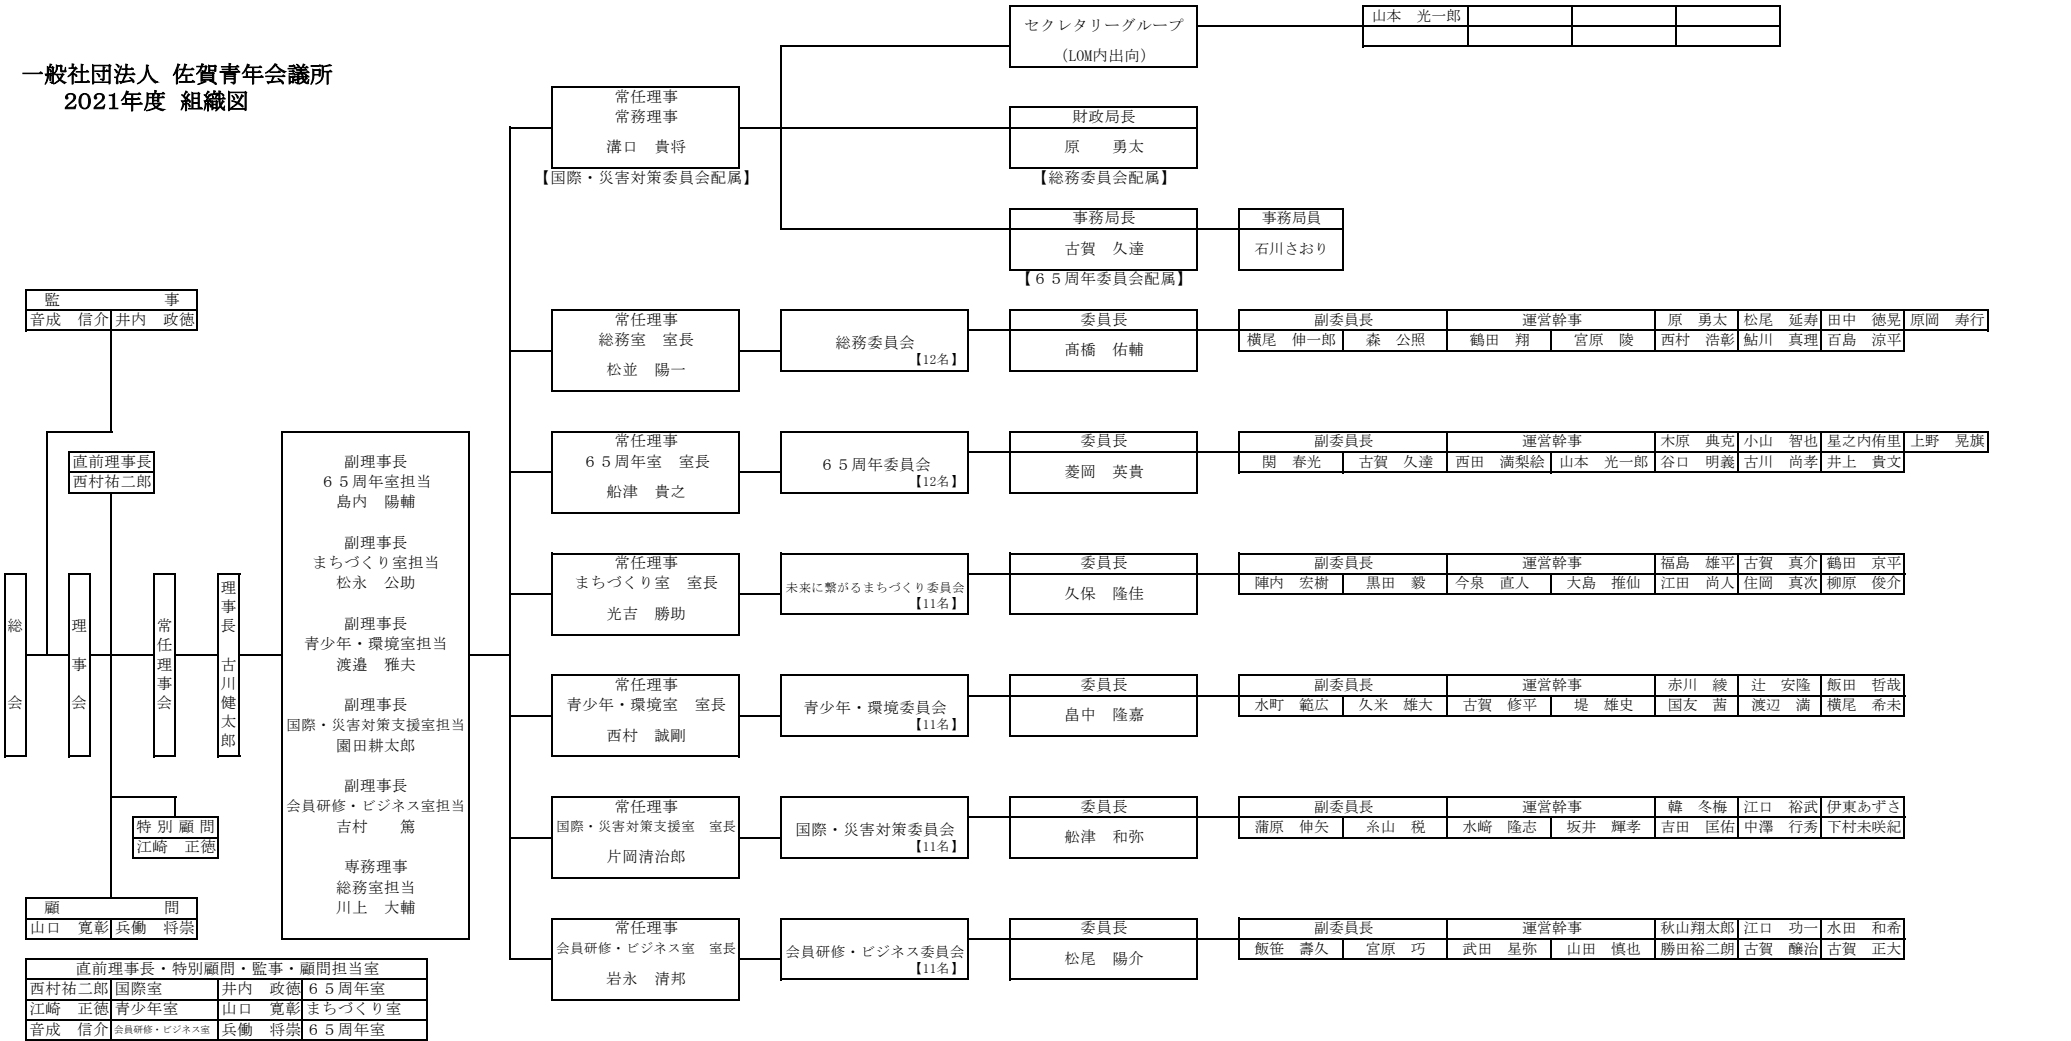 一般社団法人 佐賀青年会議所
2021年度 組織図
セクレタリーグループ
(LOM内出向)
山本 光一郎
常任理事
常務理事
溝口 貴将
【国際・災害対策委員会配属】
財政局長
原 勇太
【総務委員会配属】
事務局長
古賀 久達
【65周年委員会配属】
事務局員
石川さおり
監 事
音成 信介 井内 政徳
直前理事長
西村祐二郎
総会
理事会
常任理事会
理事長 古川健太郎
特別顧問
江崎 正徳
顧 問
山口 寛彰 兵働 将崇
副理事長
65周年室担当
島内 陽輔
副理事長
まちづくり室担当
松永 公助
副理事長
青少年・環境室担当
渡邉 雅夫
副理事長
国際・災害対策支援室担当
園田耕太郎
副理事長
会員研修・ビジネス室担当
吉村 篤
専務理事
総務室担当
川上 大輔
常任理事
総務室 室長
松並 陽一
総務委員会
【12名】
委員長
髙橋 佑輔
副委員長 運営幹事 原 勇太 松尾 延寿 田中 徳晃 原岡 寿行
横尾 伸一郎 森 公照 鶴田 翔 宮原 陵 西村 浩彰 鮎川 真理 百島 涼平
常任理事
65周年室 室長
船津 貴之
65周年委員会
【12名】
委員長
菱岡 英貴
副委員長 運営幹事 木原 典克 小山 智也 星之内侑里 上野 晃旗
関 春光 古賀 久達 西田 満梨絵 山本 光一郎 谷口 明義 古川 尚孝 井上 貴文
常任理事
まちづくり室 室長
光吉 勝助
未来に繋がるまちづくり委員会
【11名】
委員長
久保 隆佳
副委員長 運営幹事 福島 雄平 古賀 真介 鶴田 京平
陣内 宏樹 黒田 毅 今泉 直人 大島 推仙 江田 尚人 住岡 真次 柳原 俊介
常任理事
青少年・環境室 室長
西村 誠剛
青少年・環境委員会
【11名】
委員長
畠中 隆嘉
副委員長 運営幹事 赤川 綾 辻 安隆 飯田 哲哉
水町 範広 久米 雄大 古賀 修平 堤 雄史 国友 茜 渡辺 満 横尾 希未
常任理事
国際・災害対策支援室 室長
片岡清治郎
国際・災害対策委員会
【11名】
委員長
舩津 和弥
副委員長 運営幹事 韓 冬梅 江口 裕武 伊東あずさ
蒲原 伸矢 糸山 税 水﨑 隆志 坂井 輝孝 吉田 匡佑 中澤 行秀 下村未咲紀
常任理事
会員研修・ビジネス室 室長
岩永 清邦
会員研修・ビジネス委員会
【11名】
委員長
松尾 陽介
副委員長 運営幹事 秋山翔太郎 江口 功一 水田 和希
飯笹 壽久 宮原 巧 武田 星弥 山田 慎也 勝田裕二朗 古賀 醸治 古賀 正大
直前理事長・特別顧問・監事・顧問担当室
西村祐二郎 国際室 井内 政徳 65周年室
江崎 正徳 青少年室 山口 寛彰 まちづくり室
音成 信介 会員研修・ビジネス室 兵働 将崇 65周年室